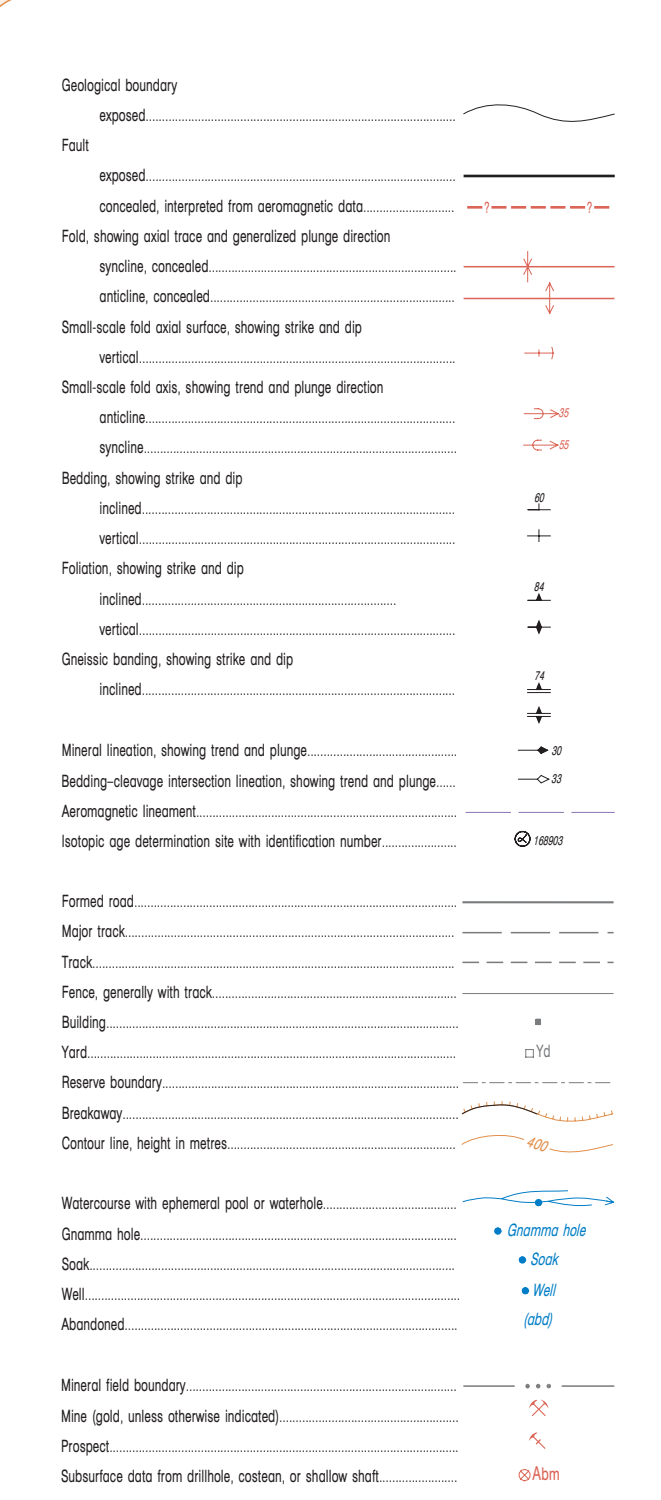 Geological boundary
exposed
Fault
exposed
concealed, interpreted from aeromagnetic data —?— — — — —?—
Fold, showing axial trace and generalized plunge direction
syncline, concealed
anticline, concealed
Small-scale fold axial surface, showing strike and dip
vertical
Small-scale fold axis, showing trend and plunge direction
anticline 35
syncline 55
Bedding, showing strike and dip
inclined 60
vertical
Foliation, showing strike and dip
inclined 84
vertical
Gneissic banding, showing strike and dip
inclined 74
Mineral lineation, showing trend and plunge 30
Bedding–cleavage intersection lineation, showing trend and plunge 33
Aeromagnetic lineament
Isotopic age determination site with identification number 168903
Formed road
Major track
Track
Fence, generally with track
Building
Yard Yd
Reserve boundary
Breakaway
Contour line, height in metres 400
Watercourse with ephemeral pool or waterhole
Gnamma hole Gnamma hole
Soak Soak
Well Well
Abandoned (abd)
Mineral field boundary
Mine (gold, unless otherwise indicated)
Prospect
Subsurface data from drillhole, costean, or shallow shaft Abm